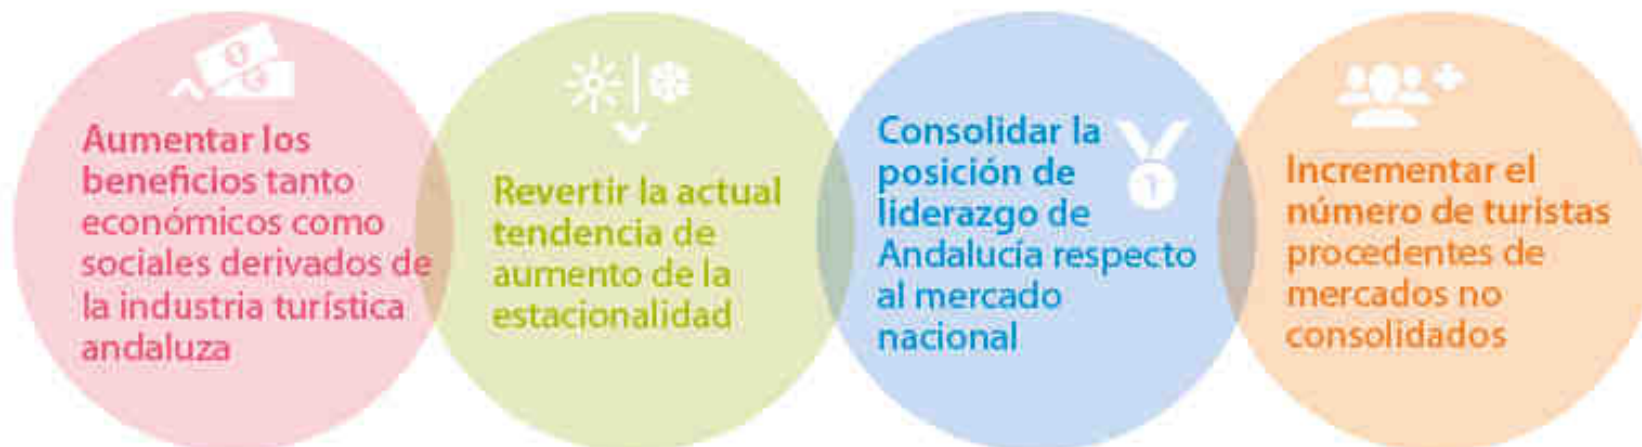 Aumentar los
beneficios tanto
económicos como
sociales derivados de
la industria turística
andaluza
Revertir la actual
tendencia de
aumento de la
estacionalidad
Consolidar la
posición de
liderazgo de
Andalucía respecto
al mercado
nacional
1
Incrementar el
número de turistas
procedentes de
mercados no
consolidados